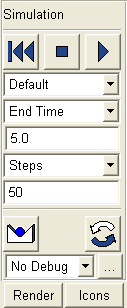 Simulation
Default
End Time
5.0
Steps
50
No Debug
...
Render
Icons